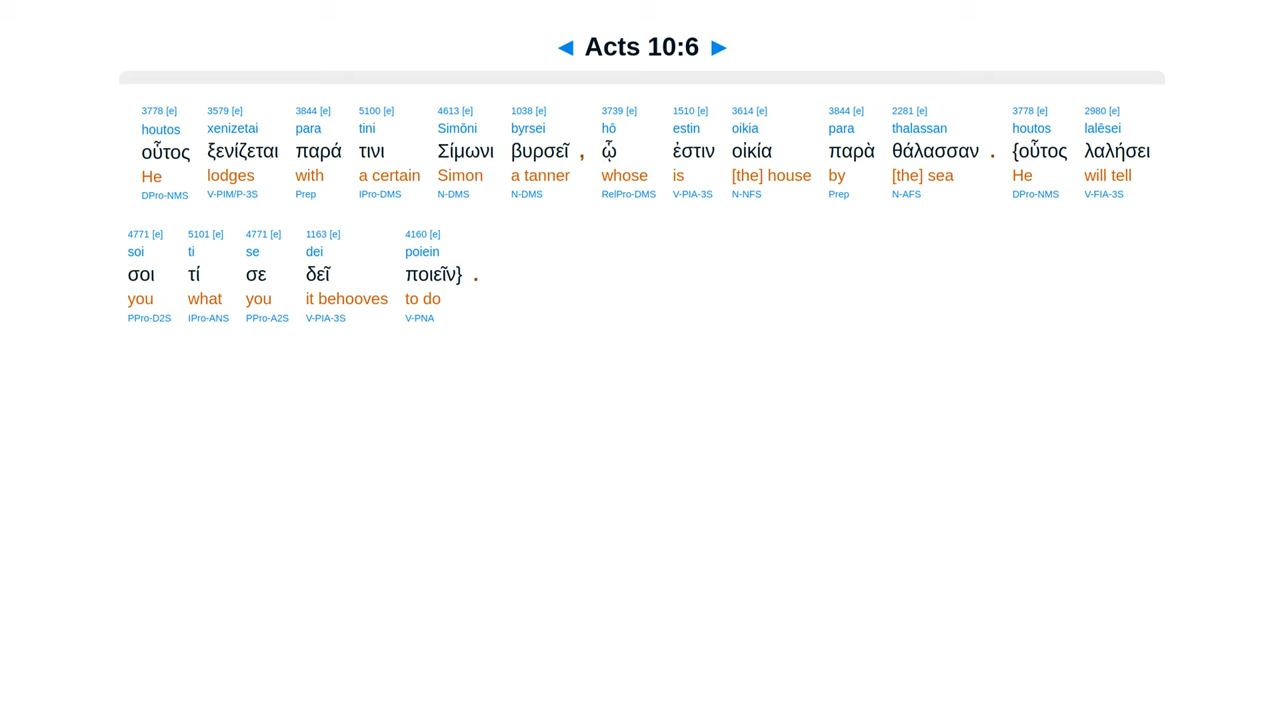 ◄ Acts 10:6 ►
3778 [e] 3579 [e] 3844 [e] 5100 [e] 4613 [e] 1038 [e] 3739 [e] 1510 [e] 3614 [e] 3844 [e] 2281 [e] 3778 [e] 2980 [e]
houtos xenizetai para tini Simōni byrsei hō estin oikia para thalassan houtos lalēsei
οὗτος ξενίζεται παρά τινι Σίμωνι βυρσεῖ , ᾧ ἐστιν οἰκία παρὰ θάλασσαν . {οὗτος λαλήσει
He lodges with a certain Simon a tanner whose is [the] house by [the] sea He will tell
DPro-NMS V-PIM/P-3S Prep IPro-DMS N-DMS N-DMS RelPro-DMS V-PIA-3S N-NFS Prep N-AFS DPro-NMS V-FIA-3S
4771 [e] 5101 [e] 4771 [e] 1163 [e] 4160 [e]
soi ti se dei poiein
σοι τί σε δεῖ ποιεῖν} .
you what you it behooves to do
PPro-D2S IPro-ANS PPro-A2S V-PIA-3S V-PNA